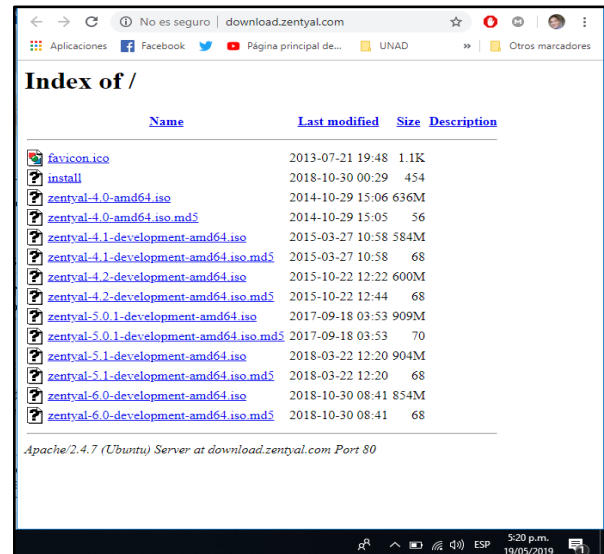 No es seguro | download.zentyal.com
Aplicaciones Facebook Página principal de... UNAD » Otros marcadores
Index of /
Name Last modified Size Description
favicon.ico 2013-07-21 19:48 1.1K
install 2018-10-30 00:29 454
zentyal-4.0-amd64.iso 2014-10-29 15:06 636M
zentyal-4.0-amd64.iso.md5 2014-10-29 15:05 56
zentyal-4.1-development-amd64.iso 2015-03-27 10:58 584M
zentyal-4.1-development-amd64.iso.md5 2015-03-27 10:58 68
zentyal-4.2-development-amd64.iso 2015-10-22 12:22 600M
zentyal-4.2-development-amd64.iso.md5 2015-10-22 12:44 68
zentyal-5.0.1-development-amd64.iso 2017-09-18 03:53 909M
zentyal-5.0.1-development-amd64.iso.md5 2017-09-18 03:53 70
zentyal-5.1-development-amd64.iso 2018-03-22 12:20 904M
zentyal-5.1-development-amd64.iso.md5 2018-03-22 12:20 68
zentyal-6.0-development-amd64.iso 2018-10-30 08:41 854M
zentyal-6.0-development-amd64.iso.md5 2018-10-30 08:41 68
Apache/2.4.7 (Ubuntu) Server at download.zentyal.com Port 80
ESP 5:20 p.m.
19/05/2019